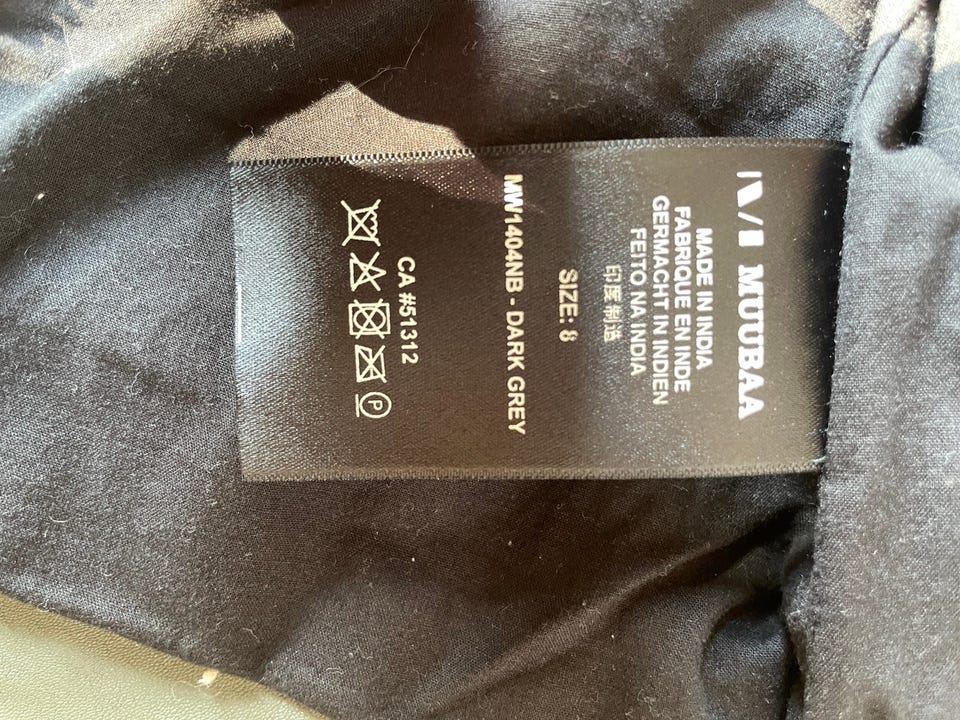 MUUBAA
MADE IN INDIA
FABRIQUE EN INDE
GERMACHT IN INDIEN
FEITO NA INDIA
印度制造
SIZE: 8
MW1404NB - DARK GREY
CA #51312
P